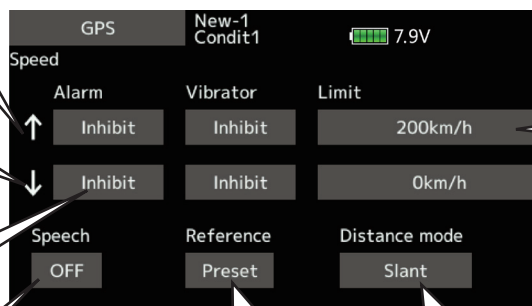 GPS
New-1
Condit1
7.9V
Speed
Alarm Vibrator Limit
↑ Inhibit Inhibit 200km/h
↓ Inhibit Inhibit 0km/h
Speech Reference Distance mode
OFF Preset Slant